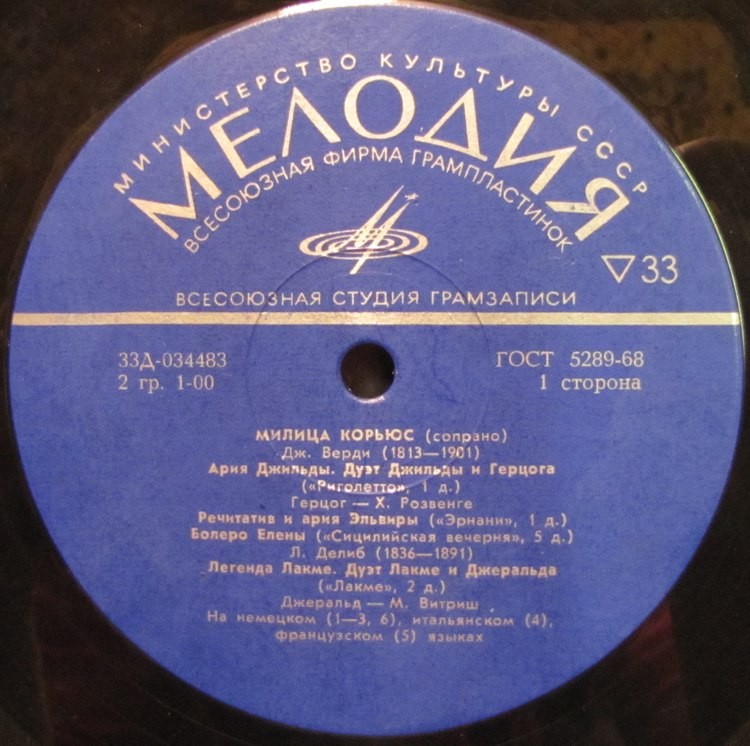 МИНИСТЕРСТВО КУЛЬТУРЫ СССР
МЕЛОДИЯ
ВСЕСОЮЗНАЯ ФИРМА ГРАМПЛАСТИНОК
▽33
ВСЕСОЮЗНАЯ СТУДИЯ ГРАМЗАПИСИ
33Д-034483 ГОСТ 5289-68
2 гр. 1-00 1 сторона
МИЛИЦА КОРЬЮС (сопрано)
Дж. Верди (1813—1901)
Ария Джильды. Дуэт Джильды и Герцога
(«Риголетто», 1 д.)
Герцог — Х. Розвенге
Речитатив и ария Эльвиры («Эрнани», 1 д.)
Болеро Елены («Сицилийская вечерня», 5 д.)
Л. Делиб (1836—1891)
Легенда Лакме. Дуэт Лакме и Джеральда
(«Лакме», 2 д.)
Джеральд — М. Витриш
На немецком (1—3, 6), итальянском (4),
французском (5) языках